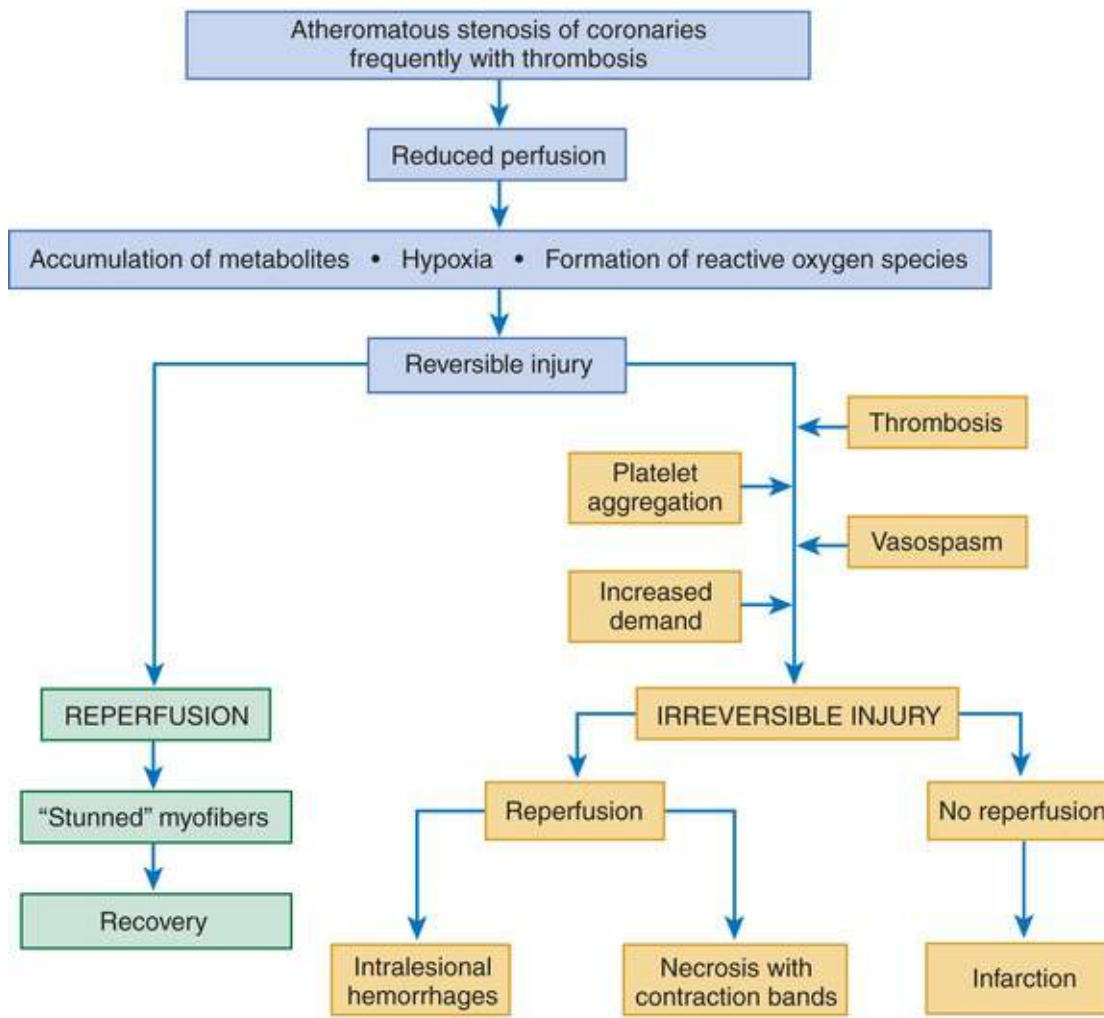 Atheromatous stenosis of coronaries
frequently with thrombosis
Reduced perfusion
Accumulation of metabolites • Hypoxia • Formation of reactive oxygen species
Reversible injury
Thrombosis
Platelet
aggregation
Vasospasm
Increased
demand
REPERFUSION
IRREVERSIBLE INJURY
"Stunned" myofibers
Reperfusion
No reperfusion
Recovery
Intralesional
hemorrhages
Necrosis with
contraction bands
Infarction